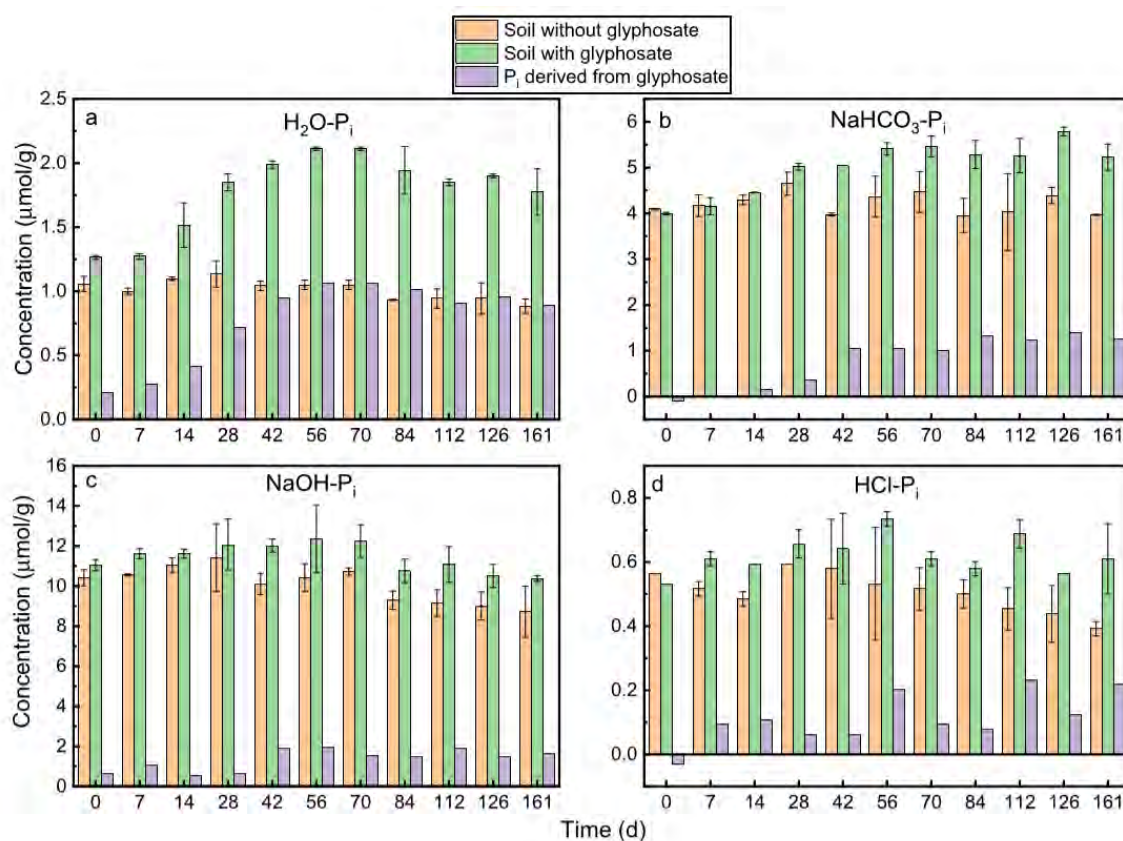 Soil without glyphosate
Soil with glyphosate
Pi derived from glyphosate
a
H2O-Pi
2.5
2.0
1.5
1.0
0.5
0.0
Concentration (μmol/g)
0 7 14 28 42 56 70 84 112 126 161
b
NaHCO3-Pi
6
5
4
3
2
1
0
0 7 14 28 42 56 70 84 112 126 161
c
NaOH-Pi
16
14
12
10
8
6
4
2
0
Concentration (μmol/g)
0 7 14 28 42 56 70 84 112 126 161
d
HCl-Pi
0.8
0.6
0.4
0.2
0.0
0 7 14 28 42 56 70 84 112 126 161
Time (d)